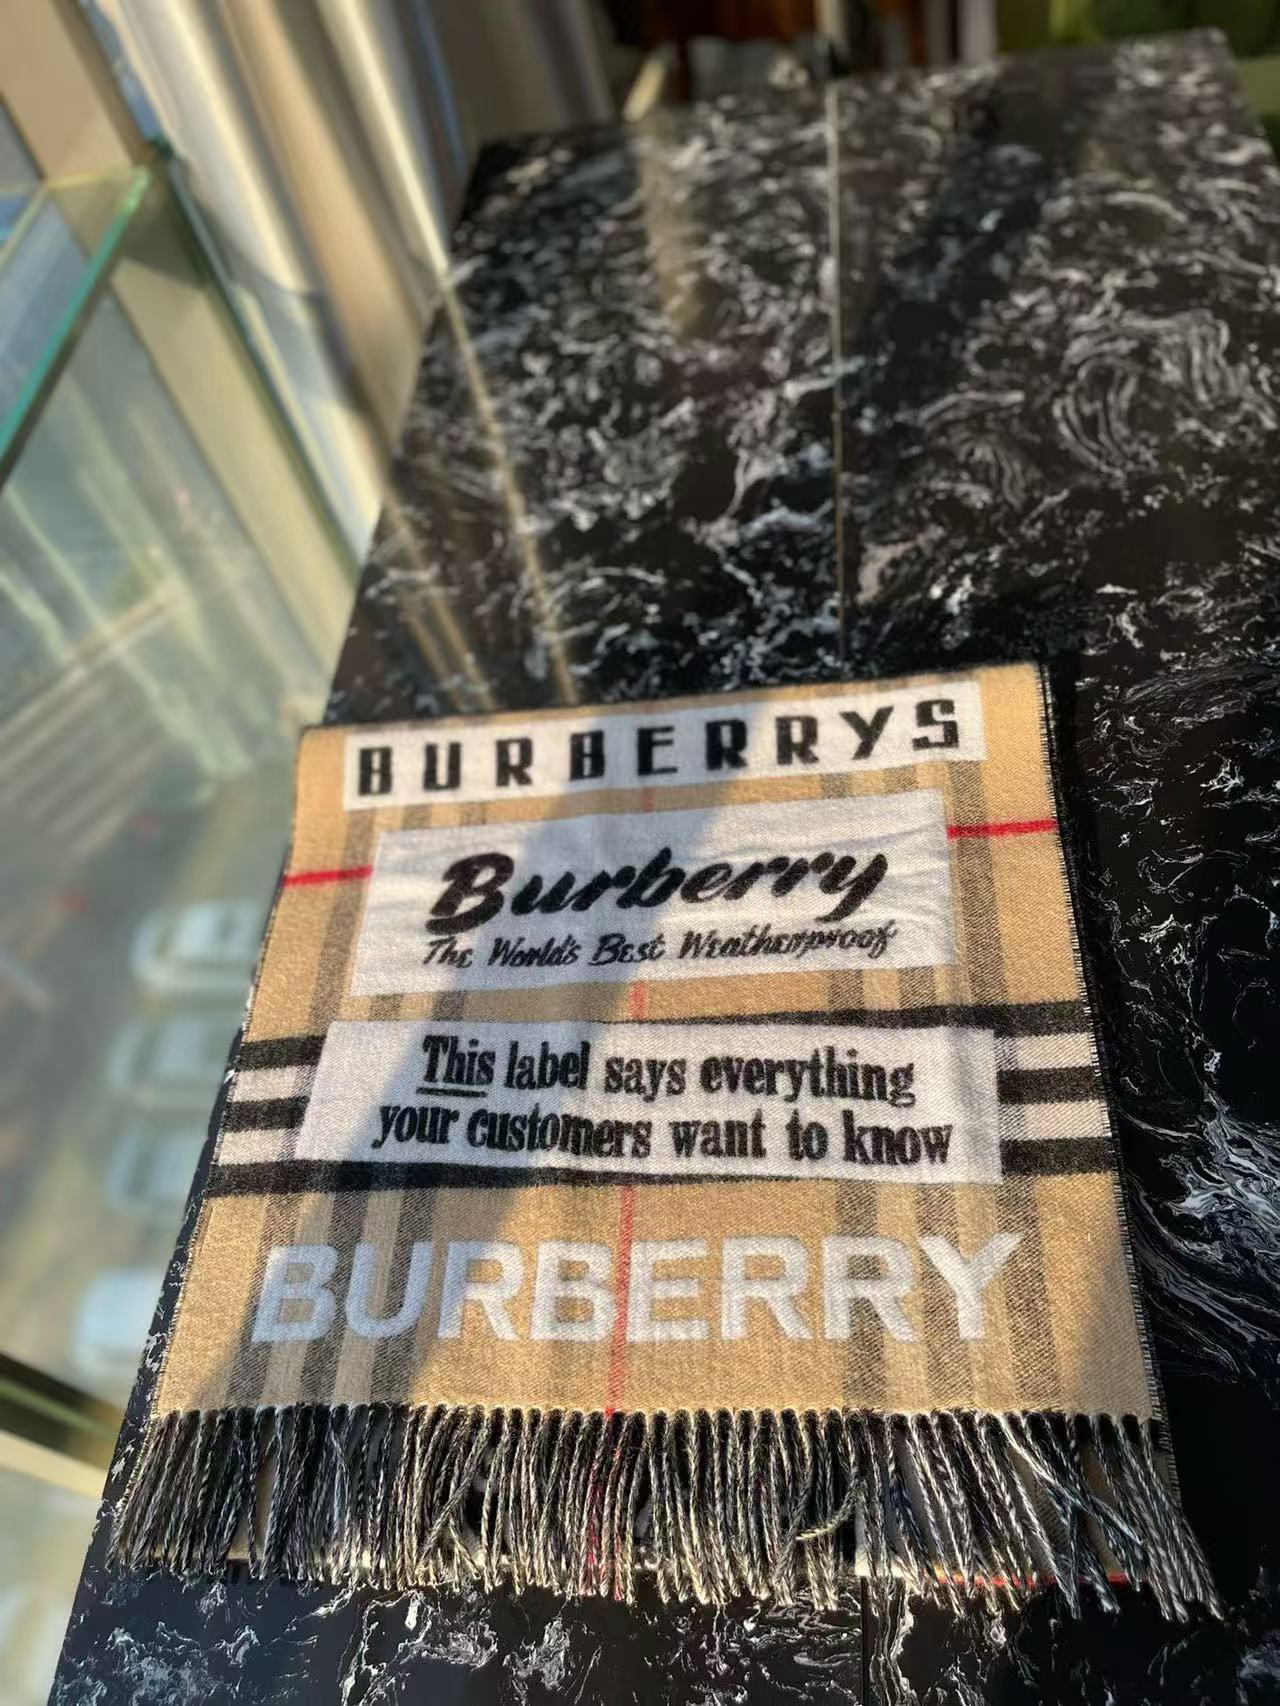 BURBERRYS
Burberry
The World's Best Weatherproof
This label says everything
your customers want to know
BURBERRY